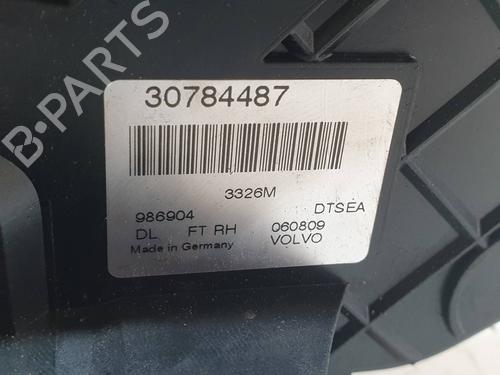 B-PARTS
30784487
3326M
986904 DTSEA
DL FT RH 060809
Made in Germany VOLVO